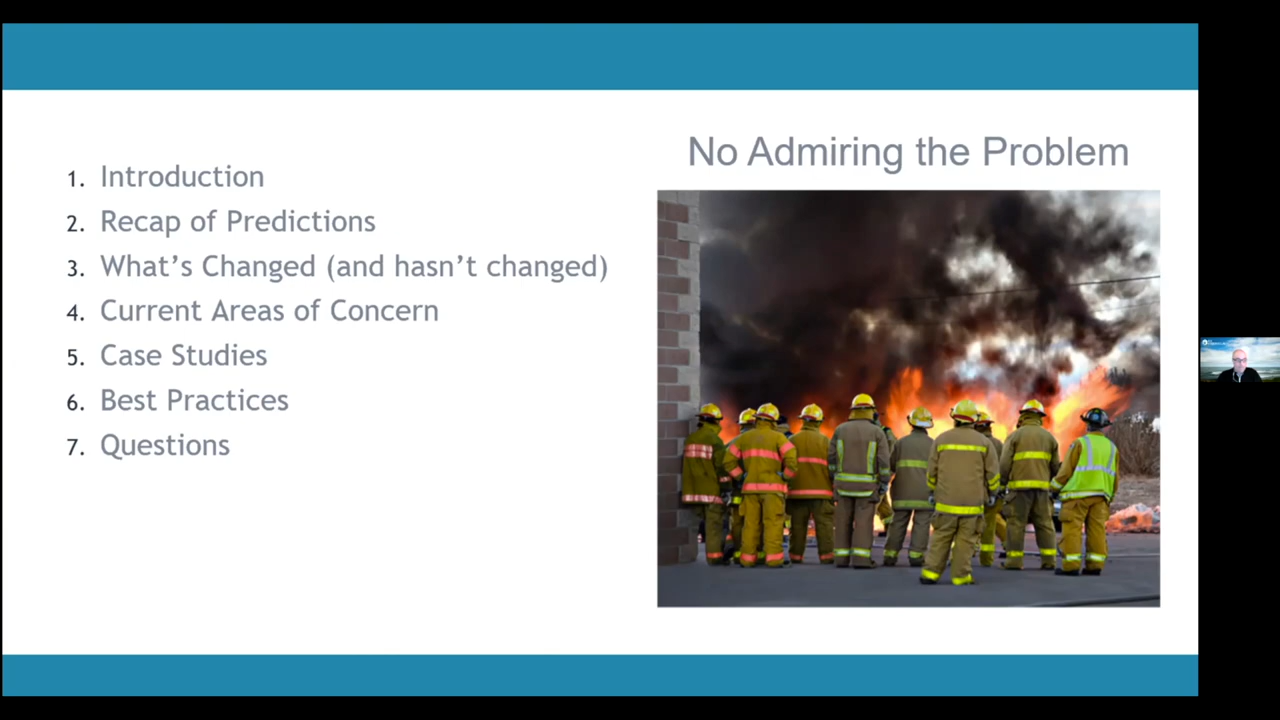 1. Introduction
2. Recap of Predictions
3. What's Changed (and hasn't changed)
4. Current Areas of Concern
5. Case Studies
6. Best Practices
7. Questions
No Admiring the Problem